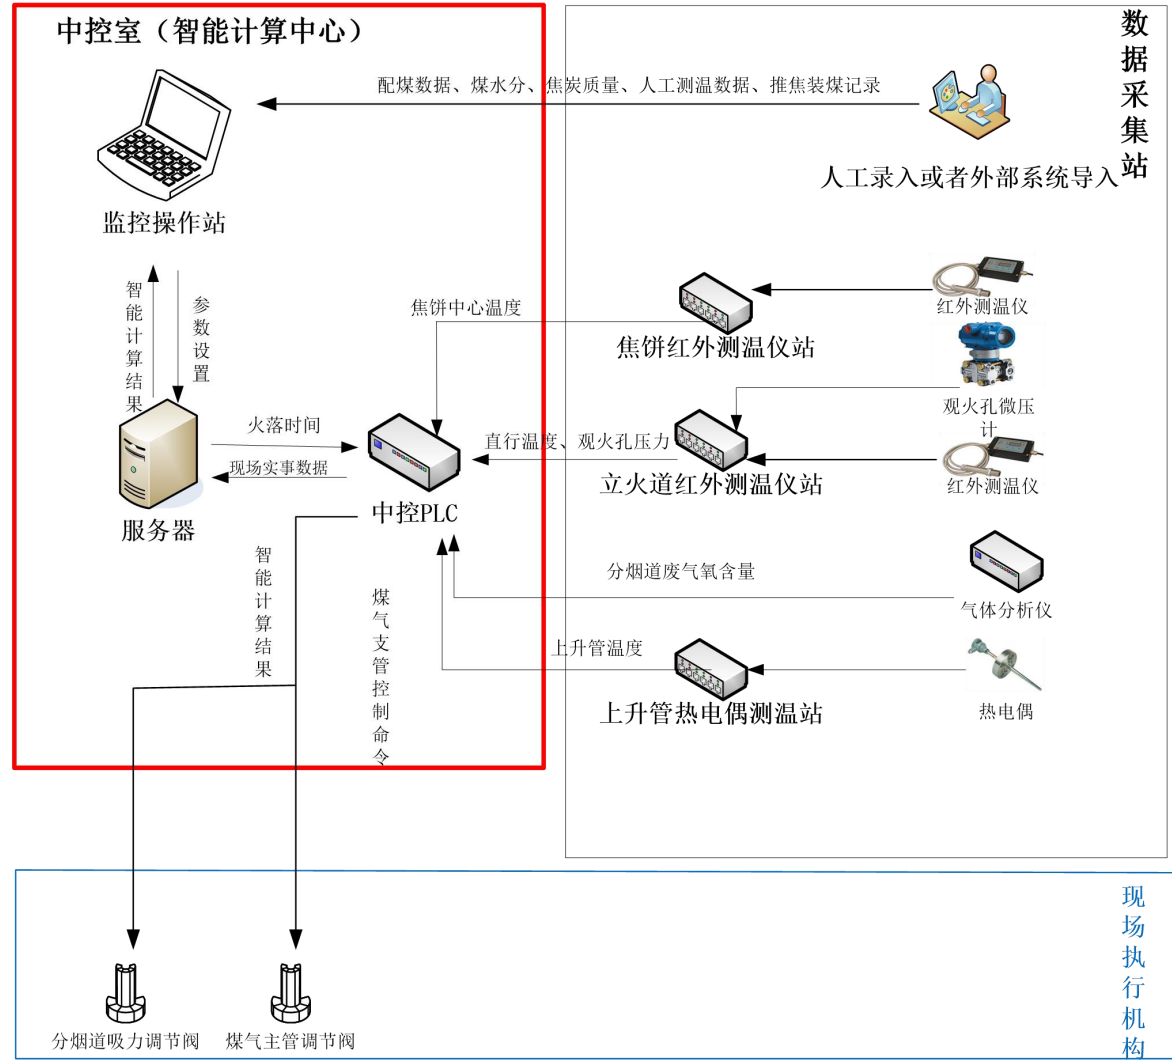 中控室（智能计算中心）
数据采集站
配煤数据、煤水分、焦炭质量、人工测温数据、推焦装煤记录
人工录入或者外部系统导入
监控操作站
智能计算结果
参数设置
焦饼中心温度
焦饼红外测温仪站
红外测温仪
观火孔微压
计
火落时间
现场实事数据
直行温度、观火孔压力
立火道红外测温仪站
红外测温仪
服务器
中控PLC
智能计算结果
煤气支管控制命令
分烟道废气氧含量
气体分析仪
上升管温度
上升管热电偶测温站
热电偶
现场执行机构
分烟道吸力调节阀
煤气主管调节阀